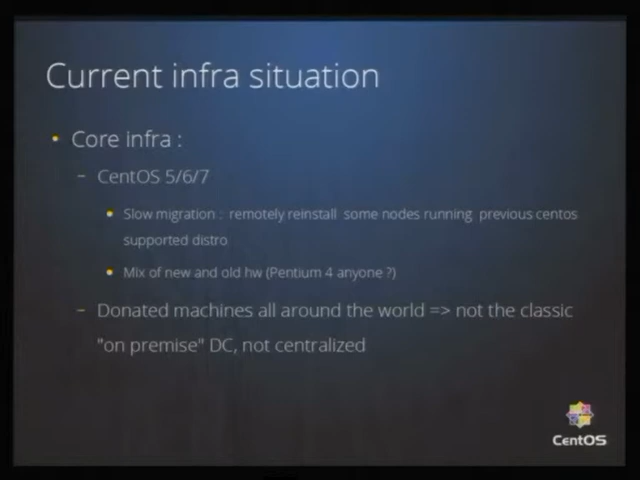 Current infra situation
• Core infra :
– CentOS 5/6/7
• Slow migration : remotely reinstall some nodes running previous centos
supported distro
• Mix of new and old hw (Pentium 4 anyone ?)
– Donated machines all around the world => not the classic
"on premise" DC, not centralized
CentOS